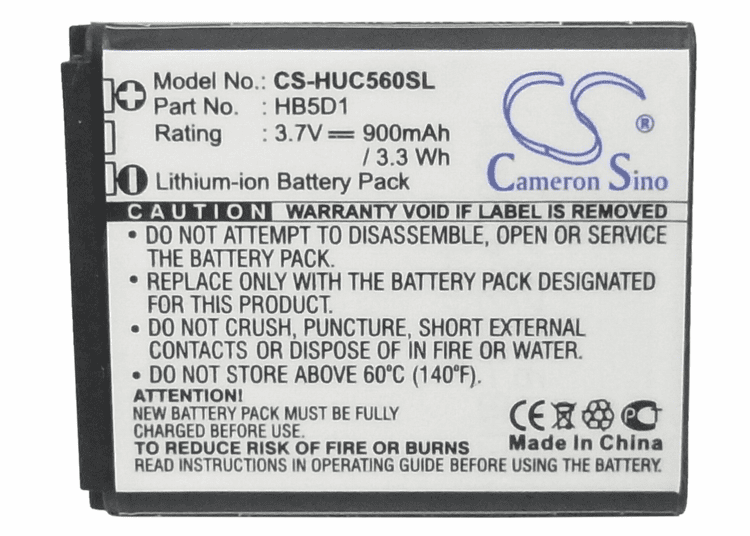 Model No.: CS-HUC560SL
Part No. : HB5D1
Rating : 3.7V 900mAh
/ 3.3 Wh
Lithium-ion Battery Pack
CS ®
Cameron Sino
CAUTION WARRANTY VOID IF LABEL IS REMOVED
• DO NOT ATTEMPT TO DISASSEMBLE, OPEN OR SERVICE
THE BATTERY PACK.
• REPLACE ONLY WITH THE BATTERY PACK DESIGNATED
FOR THIS PRODUCT.
• DO NOT CRUSH, PUNCTURE, SHORT EXTERNAL
CONTACTS OR DISPOSE OF IN FIRE OR WATER.
• DO NOT STORE ABOVE 60°C (140°F).
ATTENTION!
NEW BATTERY PACK MUST BE FULLY
CHARGED BEFORE USE.
TO REDUCE RISK OF FIRE OR BURNS
READ INSTRUCTIONS IN OPERATING GUIDE BEFORE USING THE BATTERY.
CE
Made In China